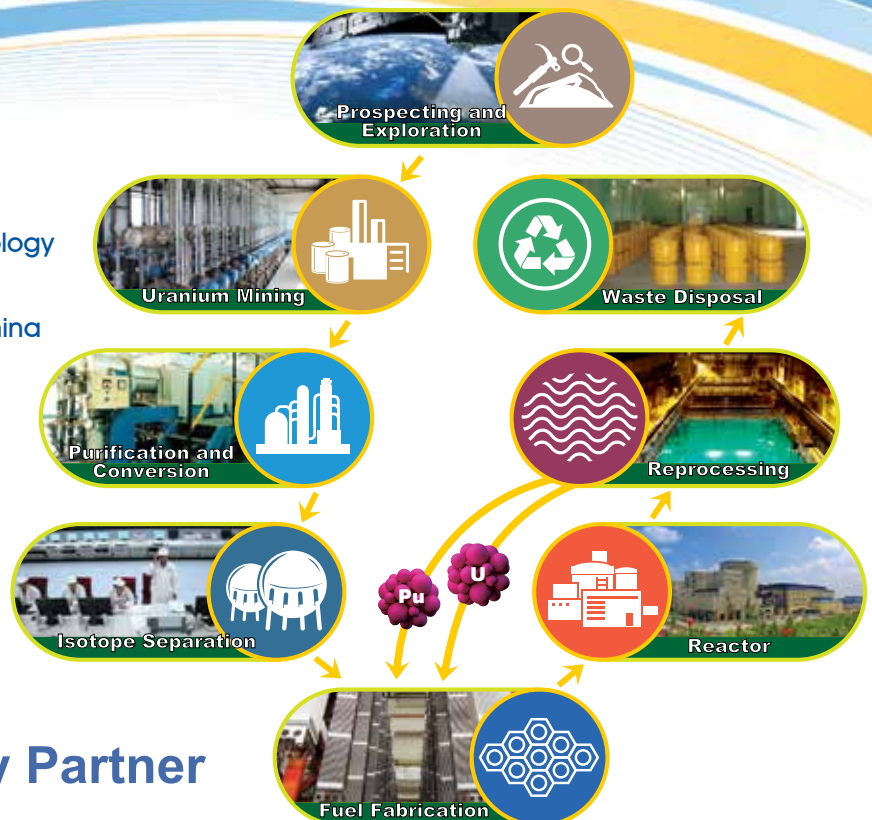 Prospecting and
Exploration
ology
Uranium Mining
Waste Disposal
ina
Purification and
Conversion
Reprocessing
Pu
U
Isotope Separation
Reactor
y Partner
Fuel Fabrication